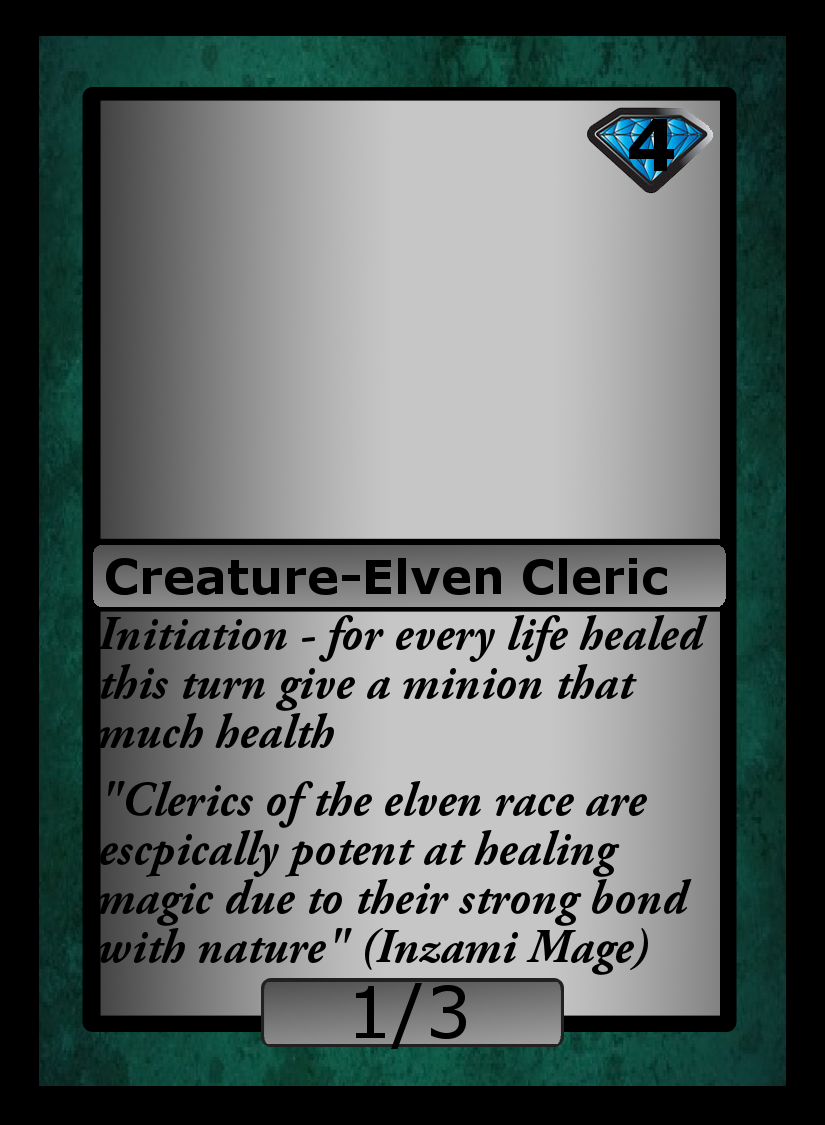 4
Creature-Elven Cleric
Initiation - for every life healed
this turn give a minion that
much health
"Clerics of the elven race are
escpically potent at healing
magic due to their strong bond
with nature" (Inzami Mage)
1/3